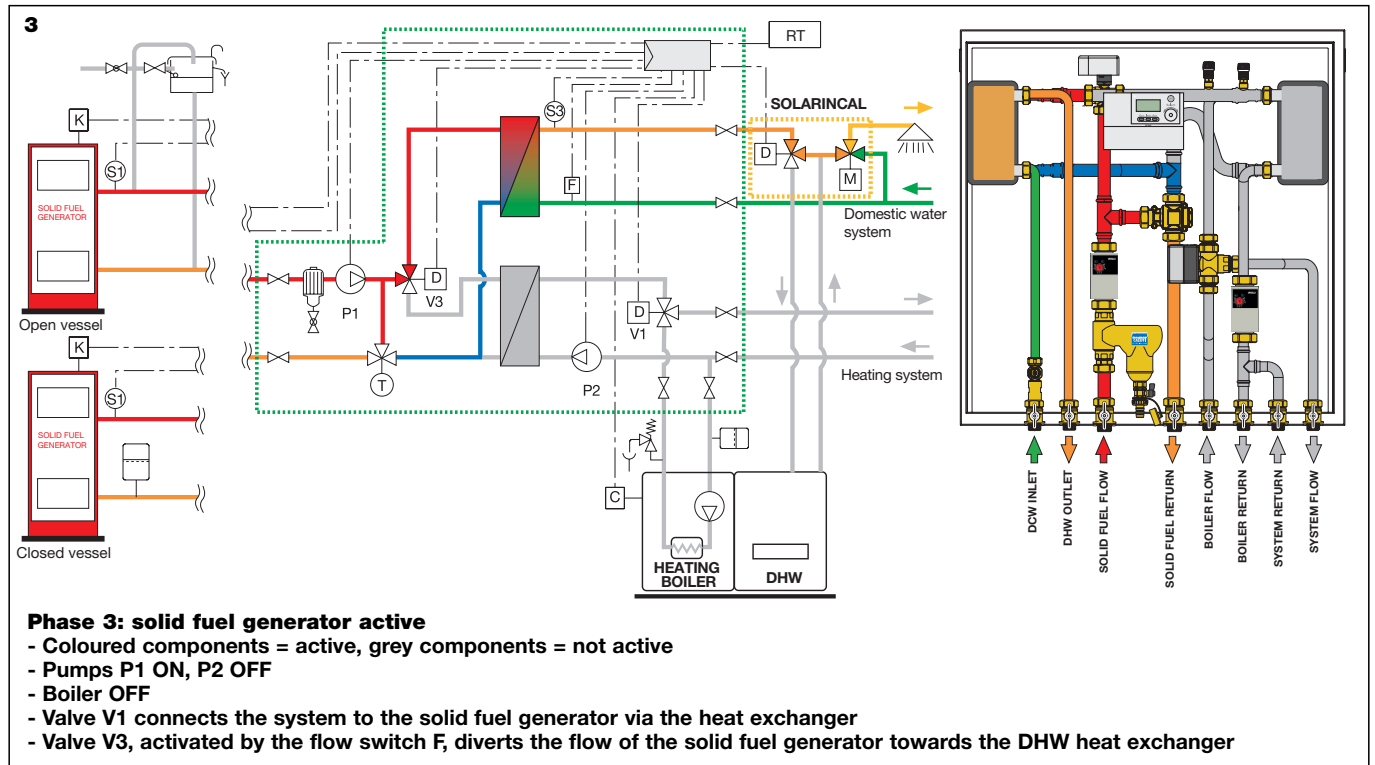 3
RT
SOLARINCAL
K
S1
SOLID FUEL
GENERATOR
Open vessel
K
S1
SOLID FUEL
GENERATOR
Closed vessel
S3
F
D
M
Domestic water
system
P1
D
V3
D
V1
T
P2
Heating system
C
HEATING
BOILER
DHW
DCW INLET
DHW OUTLET
SOLID FUEL FLOW
SOLID FUEL RETURN
BOILER FLOW
BOILER RETURN
SYSTEM RETURN
SYSTEM FLOW
Phase 3: solid fuel generator active
- Coloured components = active, grey components = not active
- Pumps P1 ON, P2 OFF
- Boiler OFF
- Valve V1 connects the system to the solid fuel generator via the heat exchanger
- Valve V3, activated by the flow switch F, diverts the flow of the solid fuel generator towards the DHW heat exchanger